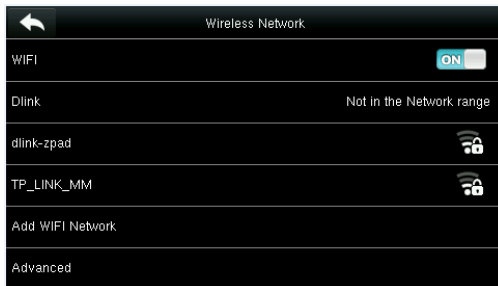 Wireless Network
WIFI ON
Dlink Not in the Network range
dlink-zpad
TP_LINK_MM
Add WIFI Network
Advanced